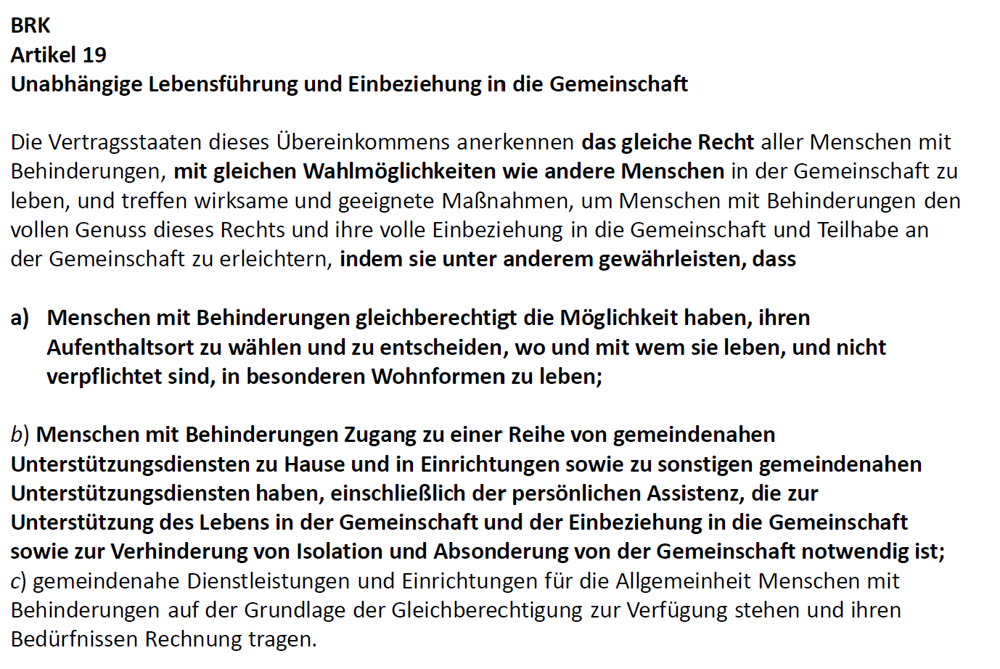 BRK
Artikel 19
Unabhängige Lebensführung und Einbeziehung in die Gemeinschaft
Die Vertragsstaaten dieses Übereinkommens anerkennen das gleiche Recht aller Menschen mit
Behinderungen, mit gleichen Wahlmöglichkeiten wie andere Menschen in der Gemeinschaft zu
leben, und treffen wirksame und geeignete Maßnahmen, um Menschen mit Behinderungen den
vollen Genuss dieses Rechts und ihre volle Einbeziehung in die Gemeinschaft und Teilhabe an
der Gemeinschaft zu erleichtern, indem sie unter anderem gewährleisten, dass
a) Menschen mit Behinderungen gleichberechtigt die Möglichkeit haben, ihren
Aufenthaltsort zu wählen und zu entscheiden, wo und mit wem sie leben, und nicht
verpflichtet sind, in besonderen Wohnformen zu leben;
b) Menschen mit Behinderungen Zugang zu einer Reihe von gemeindenahen
Unterstützungsdiensten zu Hause und in Einrichtungen sowie zu sonstigen gemeindenahen
Unterstützungsdiensten haben, einschließlich der persönlichen Assistenz, die zur
Unterstützung des Lebens in der Gemeinschaft und der Einbeziehung in die Gemeinschaft
sowie zur Verhinderung von Isolation und Absonderung von der Gemeinschaft notwendig ist;
c) gemeindenahe Dienstleistungen und Einrichtungen für die Allgemeinheit Menschen mit
Behinderungen auf der Grundlage der Gleichberechtigung zur Verfügung stehen und ihren
Bedürfnissen Rechnung tragen.